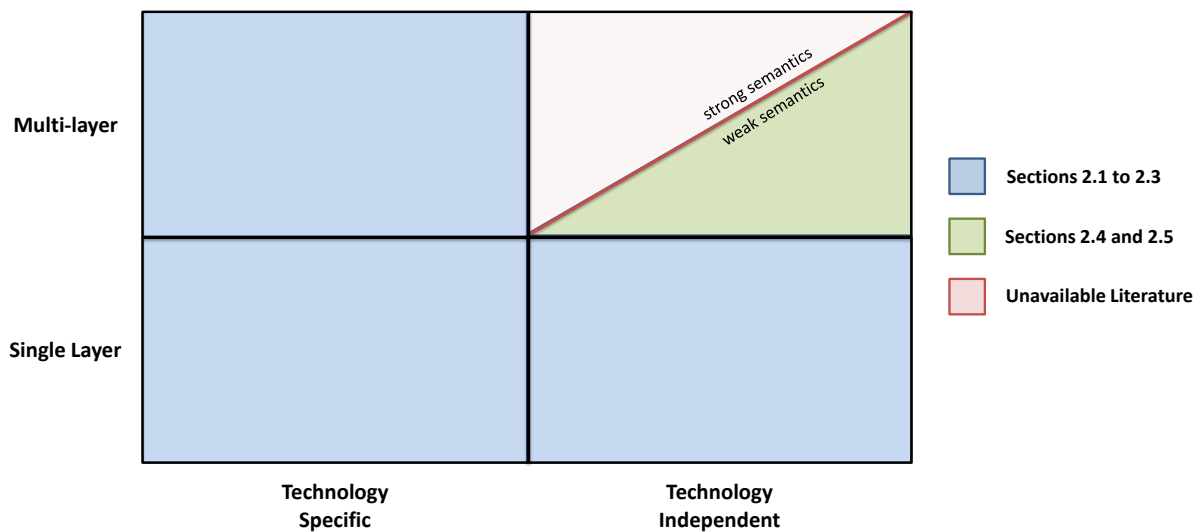 strong semantics
weak semantics
Multi-layer
Sections 2.1 to 2.3
Sections 2.4 and 2.5
Unavailable Literature
Single Layer
Technology
Specific
Technology
Independent